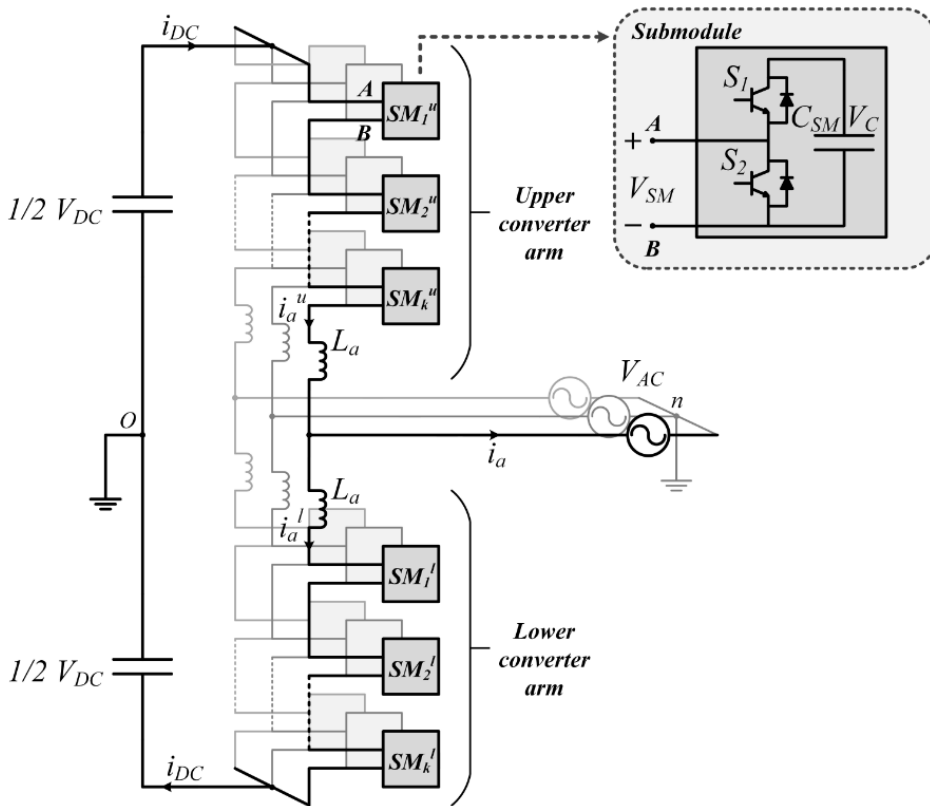 i_DC
Submodule
S_1
A
SM_1^u
A
C_SM
V_C
B
+
S_2
1/2 V_DC
SM_2^u
Upper
converter
arm
V_SM
−
B
SM_k^u
i_a^u
L_a
V_AC
n
O
i_a
L_a
i_a^l
SM_1^l
Lower
converter
arm
1/2 V_DC
SM_2^l
SM_k^l
i_DC